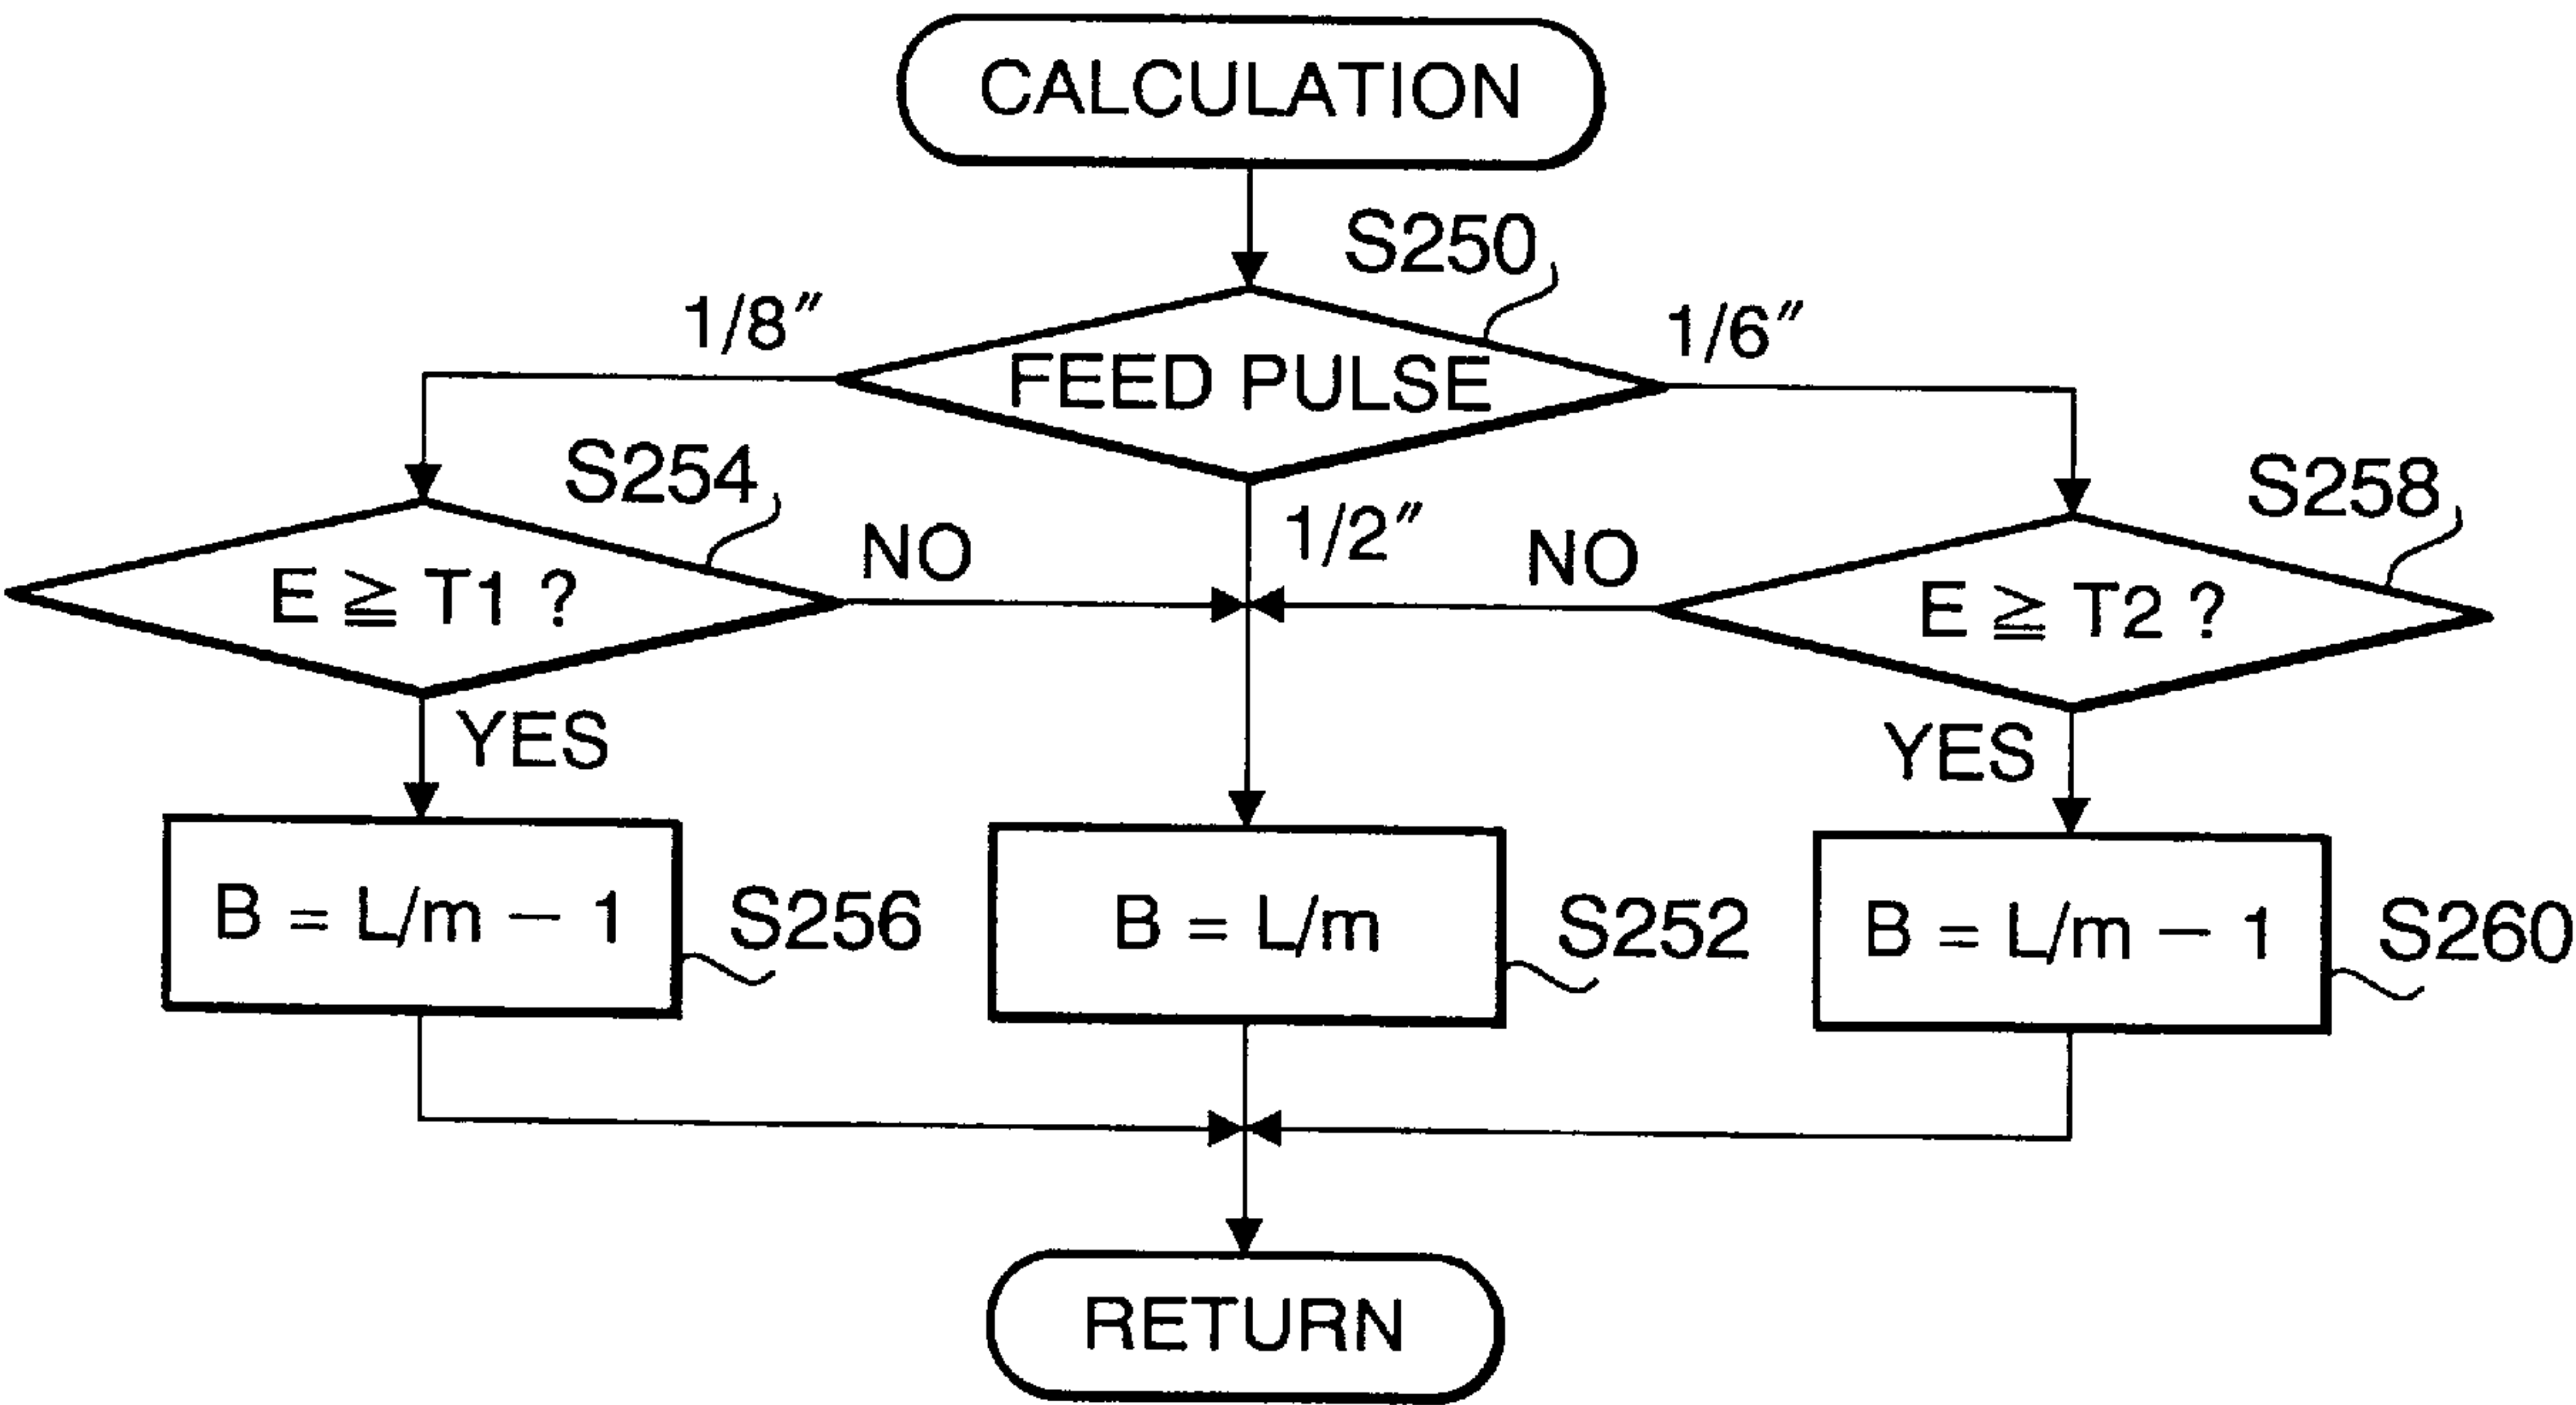 CALCULATION
S250
1/8″
1/6″
FEED PULSE
S254
S258
1/2″
NO
NO
E ≧ T1 ?
E ≧ T2 ?
YES
YES
B = L/m — 1
S256
B = L/m
S252
B = L/m — 1
S260
RETURN